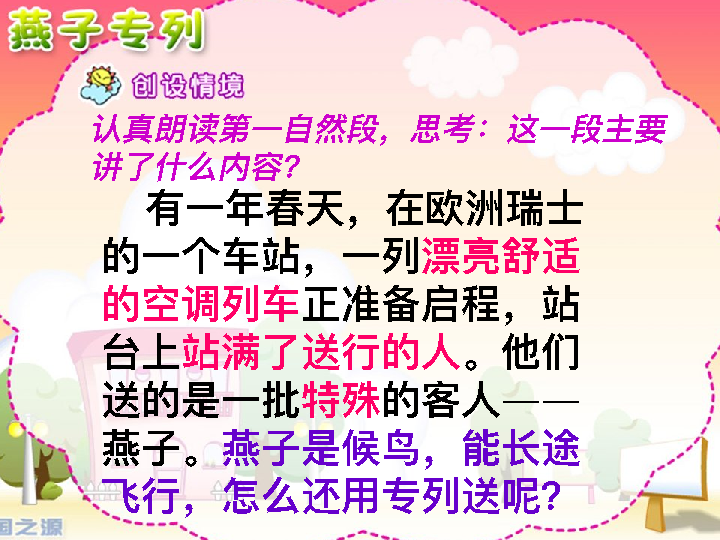 燕子专列
创设情境
认真朗读第一自然段，思考：这一段主要
讲了什么内容？
有一年春天，在欧洲瑞士
的一个车站，一列漂亮舒适
的空调列车正准备启程，站
台上站满了送行的人。他们
送的是一批特殊的客人——
燕子。燕子是候鸟，能长途
飞行，怎么还用专列送呢？
国之源